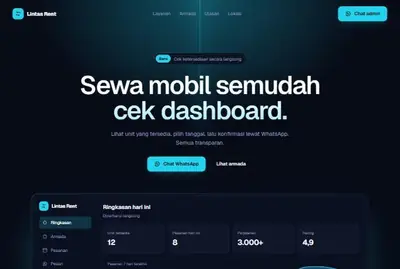 Lintas Rent
Layanan Armada Ulasan Lokasi
Chat admin
Baru Cek ketersediaan secara langsung
Sewa mobil semudah
cek dashboard.
Lihat unit yang tersedia, pilih tanggal, lalu konfirmasi lewat WhatsApp.
Semua transparan.
Chat WhatsApp Lihat armada
Lintas Rent
Ringkasan hari ini
Ringkasan
12
8
3.000+
4,9
Armada
Pesanan